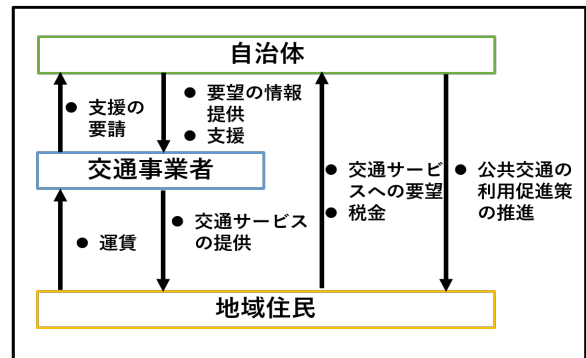 自治体
● 支援の
要請
● 要望の情報
提供
● 支援
交通事業者
● 運賃
● 交通サービス
の提供
● 交通サービ
スへの要望
● 税金
● 公共交通の
利用促進策
の推進
地域住民